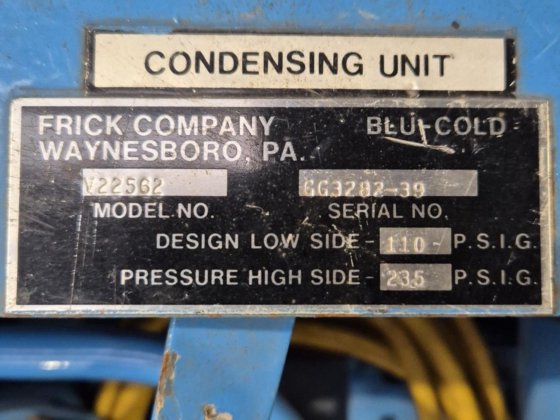 CONDENSING UNIT
FRICK COMPANY BLU-COLD
WAYNESBORO, PA.
V22562 GG3282-39
MODEL NO. SERIAL NO.
DESIGN LOW SIDE - 110 - P.S.I.G.
PRESSURE HIGH SIDE - 235 P.S.I.G.